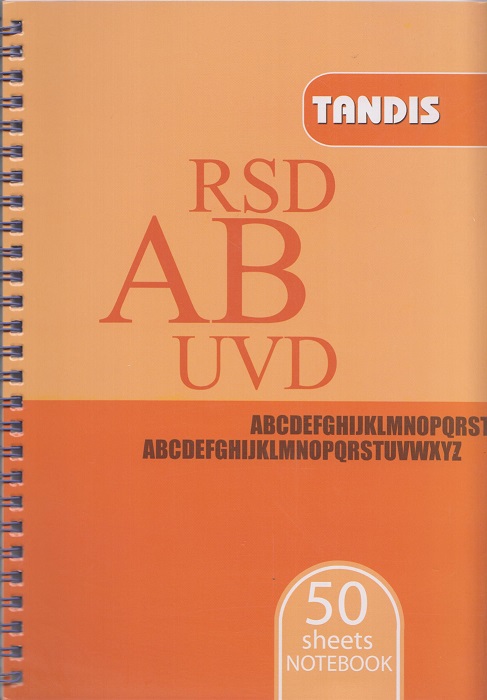 TANDIS
RSD
AB
UVD
ABCDEFGHIJKLMNOPQRST
ABCDEFGHIJKLMNOPQRSTUVWXYZ
50
sheets
NOTEBOOK